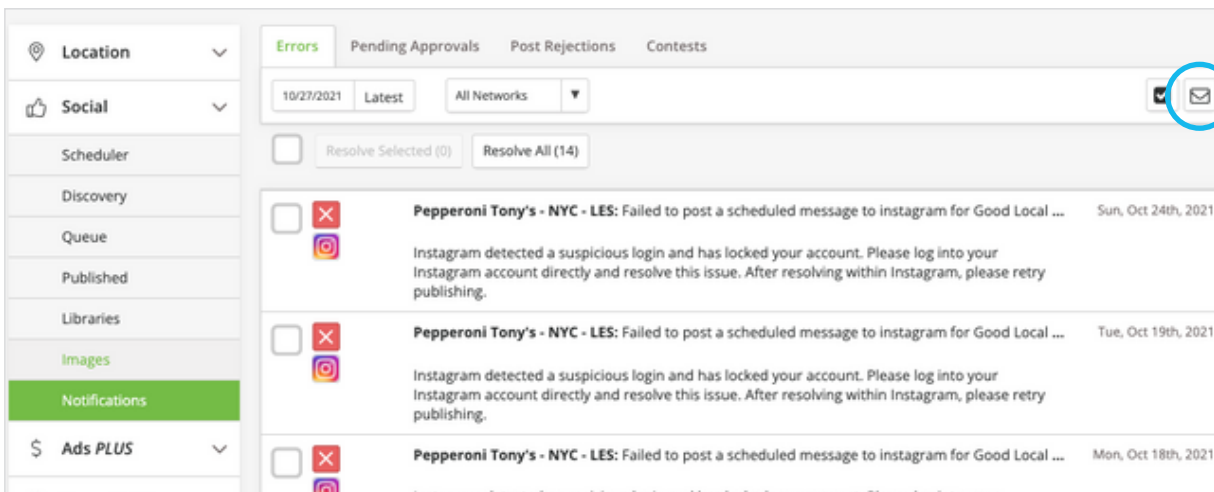 Location
Social
Scheduler
Discovery
Queue
Published
Libraries
Images
Notifications
$ Ads PLUS
Errors Pending Approvals Post Rejections Contests
10/27/2021 Latest All Networks
Resolve Selected (0) Resolve All (14)
Pepperoni Tony's - NYC - LES: Failed to post a scheduled message to instagram for Good Local ... Sun, Oct 24th, 2021
Instagram detected a suspicious login and has locked your account. Please log into your
Instagram account directly and resolve this issue. After resolving within Instagram, please retry
publishing.
Pepperoni Tony's - NYC - LES: Failed to post a scheduled message to instagram for Good Local ... Tue, Oct 19th, 2021
Instagram detected a suspicious login and has locked your account. Please log into your
Instagram account directly and resolve this issue. After resolving within Instagram, please retry
publishing.
Pepperoni Tony's - NYC - LES: Failed to post a scheduled message to instagram for Good Local ... Mon, Oct 18th, 2021